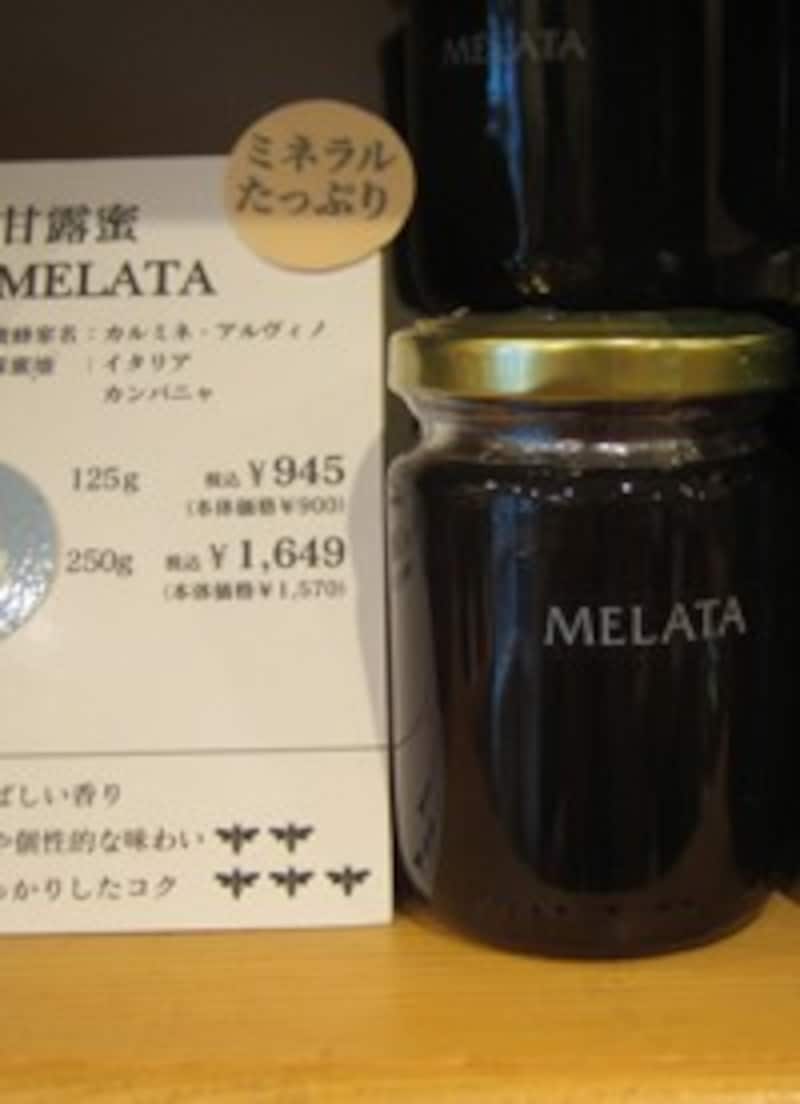 MELATA
ミネラル
たっぷり
甘露蜜
MELATA
養蜂家名：カルミネ・アルヴィノ
：イタリア
カンパニャ
125g 税込 ¥945
(本体価格¥900)
250g 税込 ¥1,649
(本体価格¥1,570)
MELATA
ばしい香り
や個性的な味わい
っかりしたコク